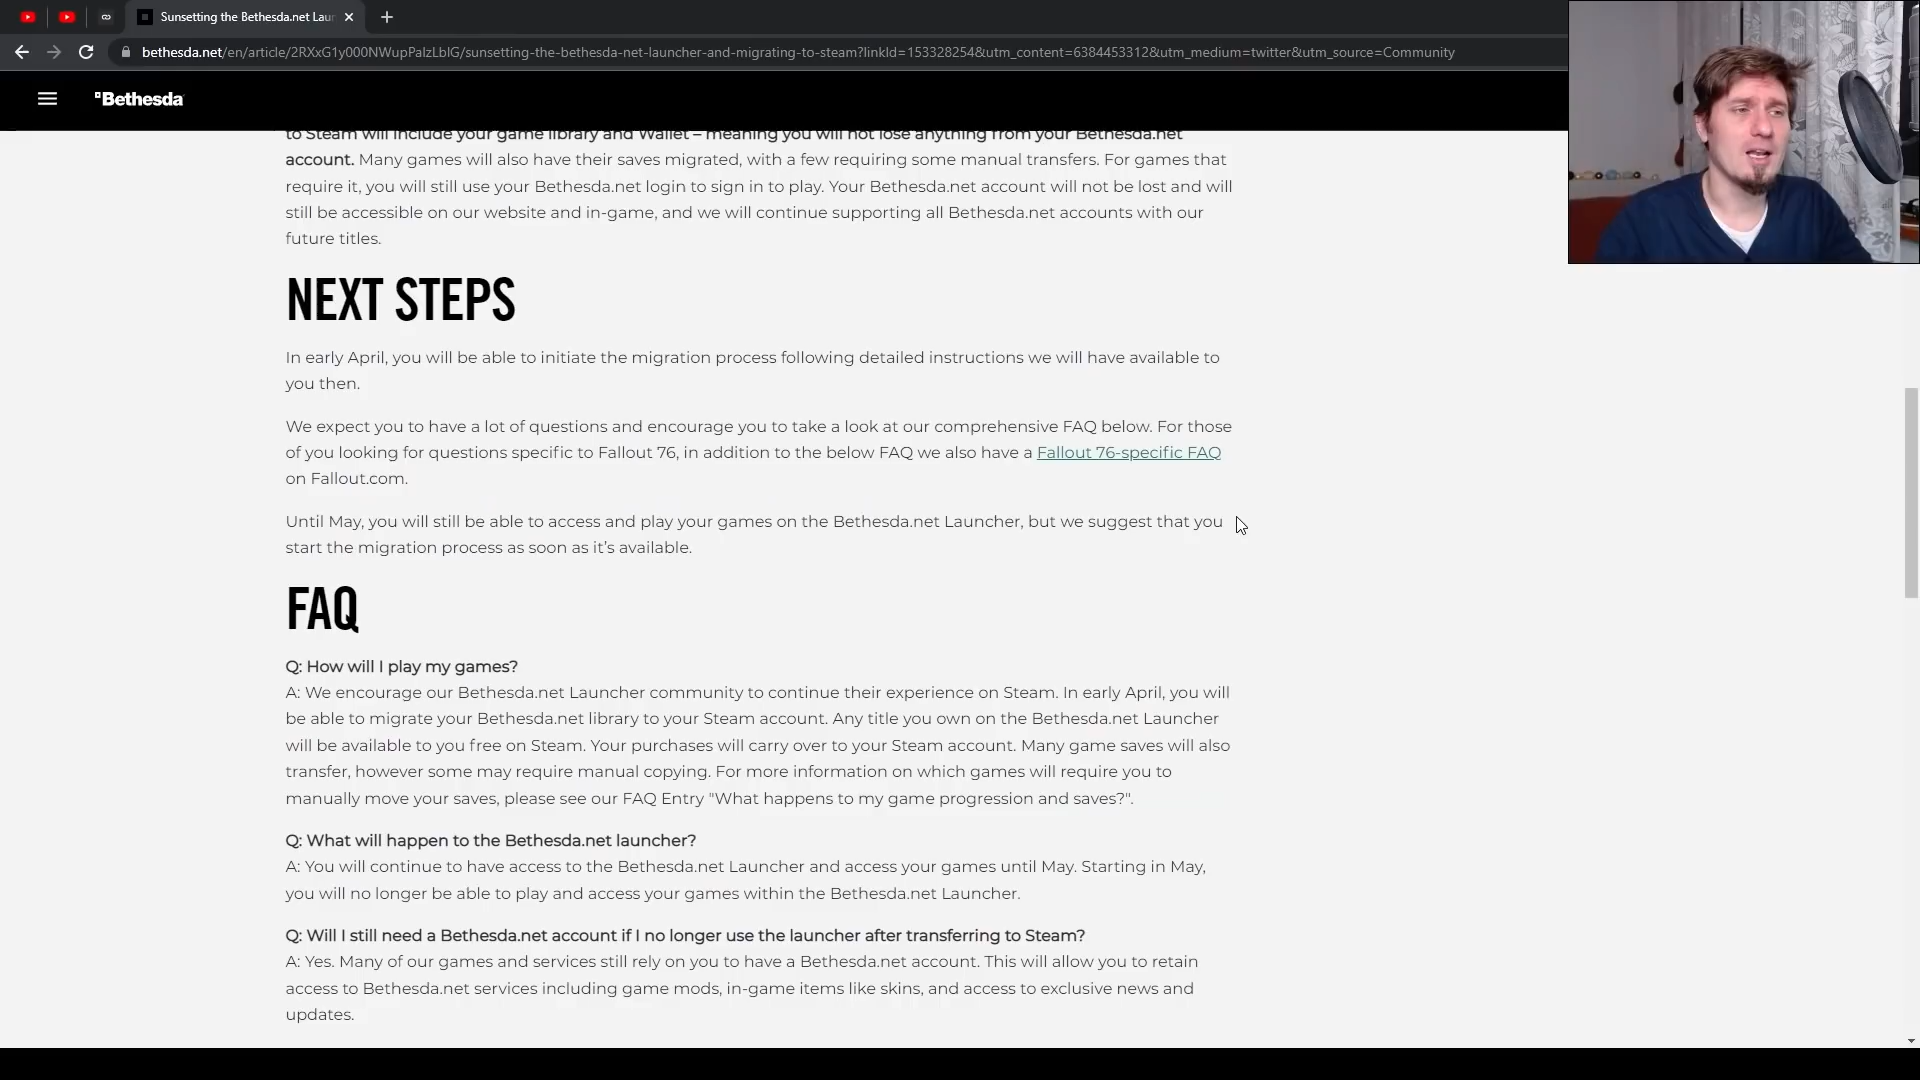 Sunsetting the Bethesda.net Lau
bethesda.net/en/article/2RXxG1y000NWupPalzLblG/sunsetting-the-bethesda-net-launcher-and-migrating-to-steam?linkId=153328254&utm_content=6384453312&utm_medium=twitter&utm_source=Community
Bethesda
to Steam will include your game library and Wallet – meaning you will not lose anything from your Bethesda.net
account. Many games will also have their saves migrated, with a few requiring some manual transfers. For games that
require it, you will still use your Bethesda.net login to sign in to play. Your Bethesda.net account will not be lost and will
still be accessible on our website and in-game, and we will continue supporting all Bethesda.net accounts with our
future titles.
NEXT STEPS
In early April, you will be able to initiate the migration process following detailed instructions we will have available to
you then.
We expect you to have a lot of questions and encourage you to take a look at our comprehensive FAQ below. For those
of you looking for questions specific to Fallout 76, in addition to the below FAQ we also have a Fallout 76-specific FAQ
on Fallout.com.
Until May, you will still be able to access and play your games on the Bethesda.net Launcher, but we suggest that you
start the migration process as soon as it’s available.
FAQ
Q: How will I play my games?
A: We encourage our Bethesda.net Launcher community to continue their experience on Steam. In early April, you will
be able to migrate your Bethesda.net library to your Steam account. Any title you own on the Bethesda.net Launcher
will be available to you free on Steam. Your purchases will carry over to your Steam account. Many game saves will also
transfer, however some may require manual copying. For more information on which games will require you to
manually move your saves, please see our FAQ Entry "What happens to my game progression and saves?".
Q: What will happen to the Bethesda.net launcher?
A: You will continue to have access to the Bethesda.net Launcher and access your games until May. Starting in May,
you will no longer be able to play and access your games within the Bethesda.net Launcher.
Q: Will I still need a Bethesda.net account if I no longer use the launcher after transferring to Steam?
A: Yes. Many of our games and services still rely on you to have a Bethesda.net account. This will allow you to retain
access to Bethesda.net services including game mods, in-game items like skins, and access to exclusive news and
updates.